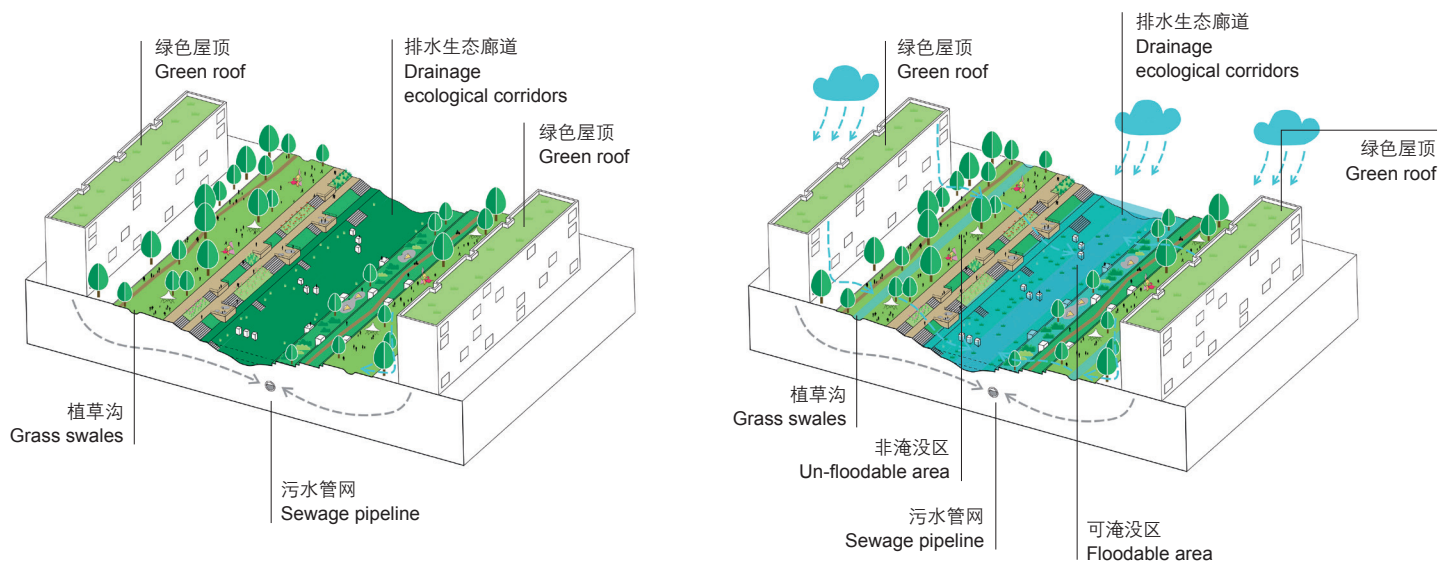 绿色屋顶
Green roof
排水生态廊道
Drainage
ecological corridors
绿色屋顶
Green roof
植草沟
Grass swales
污水管网
Sewage pipeline
绿色屋顶
Green roof
排水生态廊道
Drainage
ecological corridors
绿色屋顶
Green roof
植草沟
Grass swales
非淹没区
Un-floodable area
污水管网
Sewage pipeline
可淹没区
Floodable area